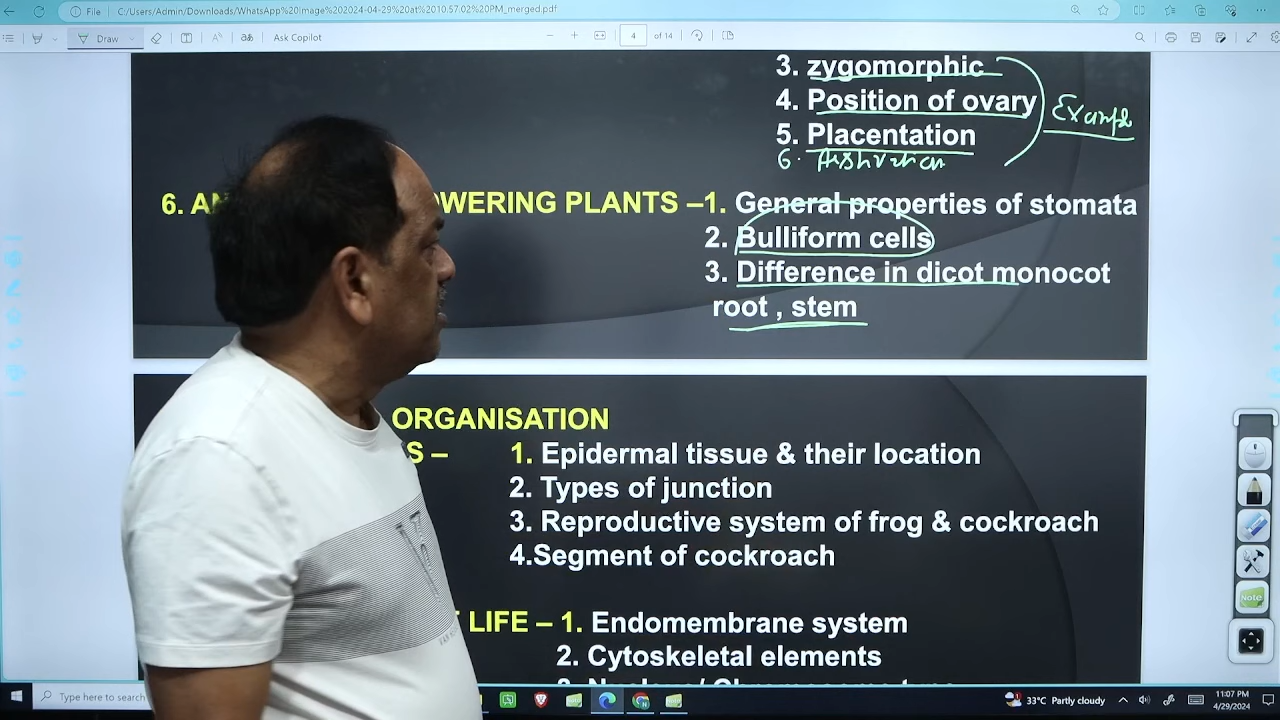 File C:/Users/Admin/Downloads/WhatsApp%20image%202024-04-29%20at%2010.57.02%20PM_merged.pdf
Draw Ask Copilot 4 of 14
3. zygomorphic
4. Position of ovary
5. Placentation
6.
6. AN OWERING PLANTS –1. General properties of stomata
2. Bulliform cells
3. Difference in dicot monocot
root , stem
ORGANISATION
S – 1. Epidermal tissue & their location
2. Types of junction
3. Reproductive system of frog & cockroach
4.Segment of cockroach
LIFE – 1. Endomembrane system
2. Cytoskeletal elements
Note
Type here to search
33°C Partly cloudy
11:07 PM
4/29/2024